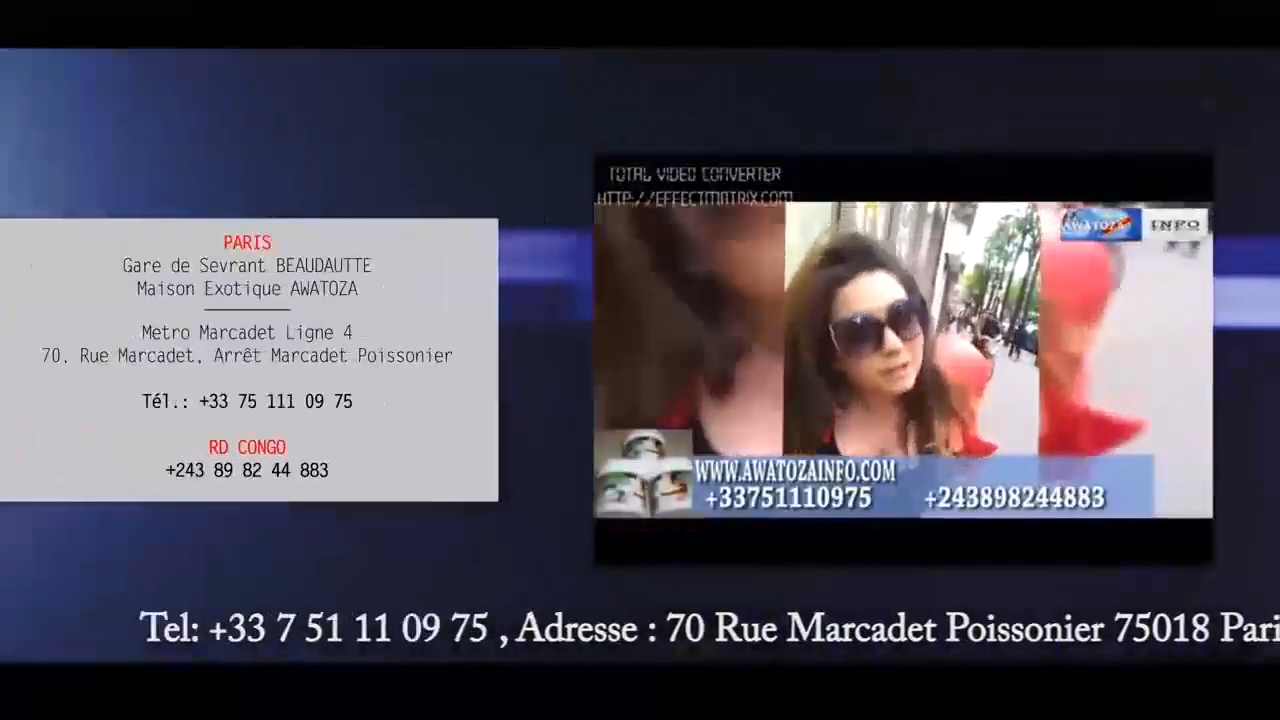 PARIS
Gare de Sevrant BEAUDAUTTE
Maison Exotique AWATOZA
Metro Marcadet Ligne 4
70, Rue Marcadet, Arrêt Marcadet Poissonier
Tél.: +33 75 111 09 75
RD CONGO
+243 89 82 44 883
TOTAL VIDEO CONVERTER
HTTP://EFFECTMATRIX.COM
AWATOZA INFO
WWW.AWATOZAINFO.COM
+33751110975 +243898244883
Tel: +33 7 51 11 09 75 , Adresse : 70 Rue Marcadet Poissonier 75018 Pari